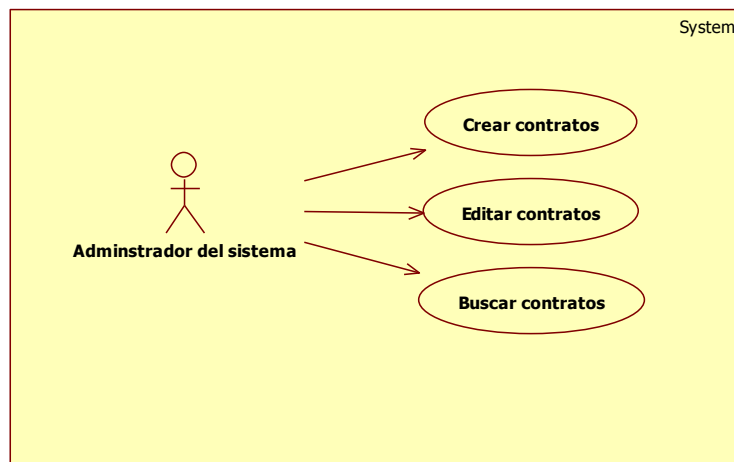 System
Crear contratos
Editar contratos
Adminstrador del sistema
Buscar contratos